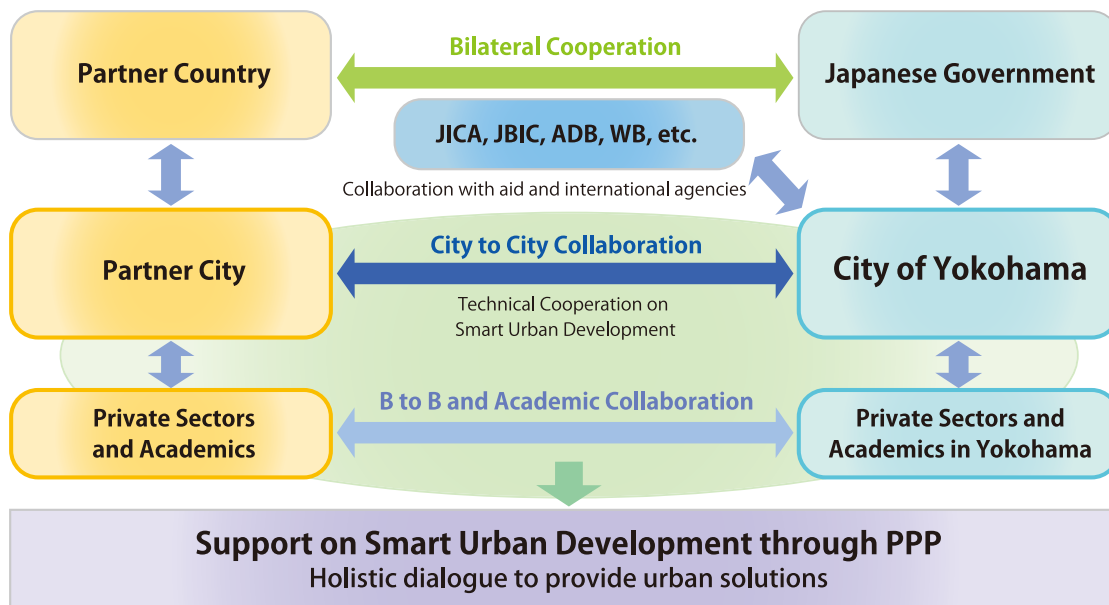 Partner Country
Bilateral Cooperation
Japanese Government
JICA, JBIC, ADB, WB, etc.
Collaboration with aid and international agencies
Partner City
City to City Collaboration
City of Yokohama
Technical Cooperation on
Smart Urban Development
Private Sectors
and Academics
B to B and Academic Collaboration
Private Sectors and
Academics in Yokohama
Support on Smart Urban Development through PPP
Holistic dialogue to provide urban solutions